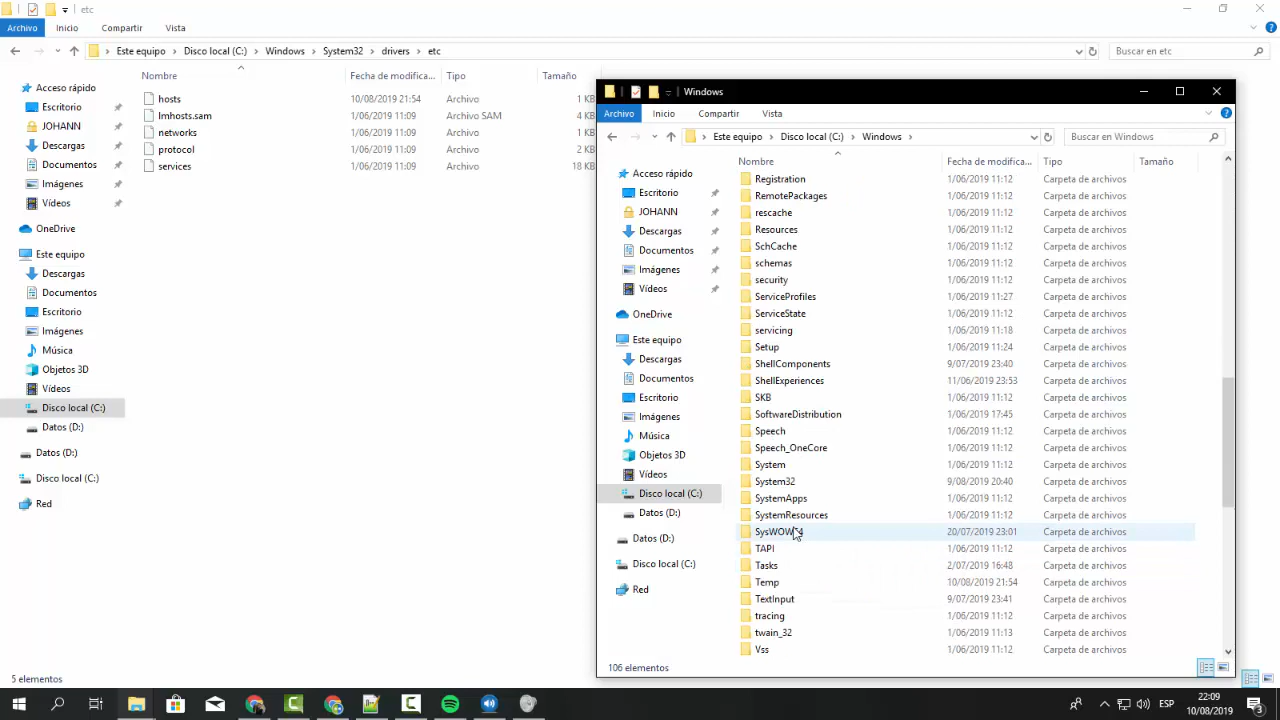 etc
Archivo Inicio Compartir Vista
Este equipo Disco local (C:) Windows System32 drivers etc
Buscar en etc
Nombre Fecha de modifica... Tipo Tamaño
hosts 10/08/2019 21:54 Archivo 1 KB
lmhosts.sam 1/06/2019 11:09 Archivo SAM 4 KB
networks 1/06/2019 11:09 Archivo 1 KB
protocol 1/06/2019 11:09 Archivo 2 KB
services 1/06/2019 11:09 Archivo 18 KB
Acceso rápido
Escritorio
JOHANN
Descargas
Documentos
Imágenes
Vídeos
OneDrive
Este equipo
Descargas
Documentos
Escritorio
Imágenes
Música
Objetos 3D
Vídeos
Disco local (C:)
Datos (D:)
Datos (D:)
Disco local (C:)
Red
5 elementos
Windows
Archivo Inicio Compartir Vista
Este equipo Disco local (C:) Windows
Buscar en Windows
Acceso rápido
Escritorio
JOHANN
Descargas
Documentos
Imágenes
Vídeos
OneDrive
Este equipo
Descargas
Documentos
Escritorio
Imágenes
Música
Objetos 3D
Vídeos
Disco local (C:)
Datos (D:)
Datos (D:)
Disco local (C:)
Red
Nombre Fecha de modifica... Tipo Tamaño
Registration 1/06/2019 11:12 Carpeta de archivos
RemotePackages 1/06/2019 11:12 Carpeta de archivos
rescache 1/06/2019 11:12 Carpeta de archivos
Resources 1/06/2019 11:12 Carpeta de archivos
SchCache 1/06/2019 11:12 Carpeta de archivos
schemas 1/06/2019 11:12 Carpeta de archivos
security 1/06/2019 11:12 Carpeta de archivos
ServiceProfiles 1/06/2019 11:27 Carpeta de archivos
ServiceState 1/06/2019 11:12 Carpeta de archivos
servicing 1/06/2019 11:18 Carpeta de archivos
Setup 1/06/2019 11:24 Carpeta de archivos
ShellComponents 9/07/2019 23:40 Carpeta de archivos
ShellExperiences 11/06/2019 23:53 Carpeta de archivos
SKB 1/06/2019 11:12 Carpeta de archivos
SoftwareDistribution 1/06/2019 17:45 Carpeta de archivos
Speech 1/06/2019 11:12 Carpeta de archivos
Speech_OneCore 1/06/2019 11:12 Carpeta de archivos
System 1/06/2019 11:12 Carpeta de archivos
System32 9/08/2019 20:40 Carpeta de archivos
SystemApps 1/06/2019 11:12 Carpeta de archivos
SystemResources 1/06/2019 11:12 Carpeta de archivos
SysWOW64 20/07/2019 23:01 Carpeta de archivos
TAPI 1/06/2019 11:12 Carpeta de archivos
Tasks 2/07/2019 16:48 Carpeta de archivos
Temp 10/08/2019 21:54 Carpeta de archivos
TextInput 9/07/2019 23:41 Carpeta de archivos
tracing 1/06/2019 11:12 Carpeta de archivos
twain_32 1/06/2019 11:13 Carpeta de archivos
Vss 1/06/2019 11:12 Carpeta de archivos
106 elementos
ESP
22:09
10/08/2019
3